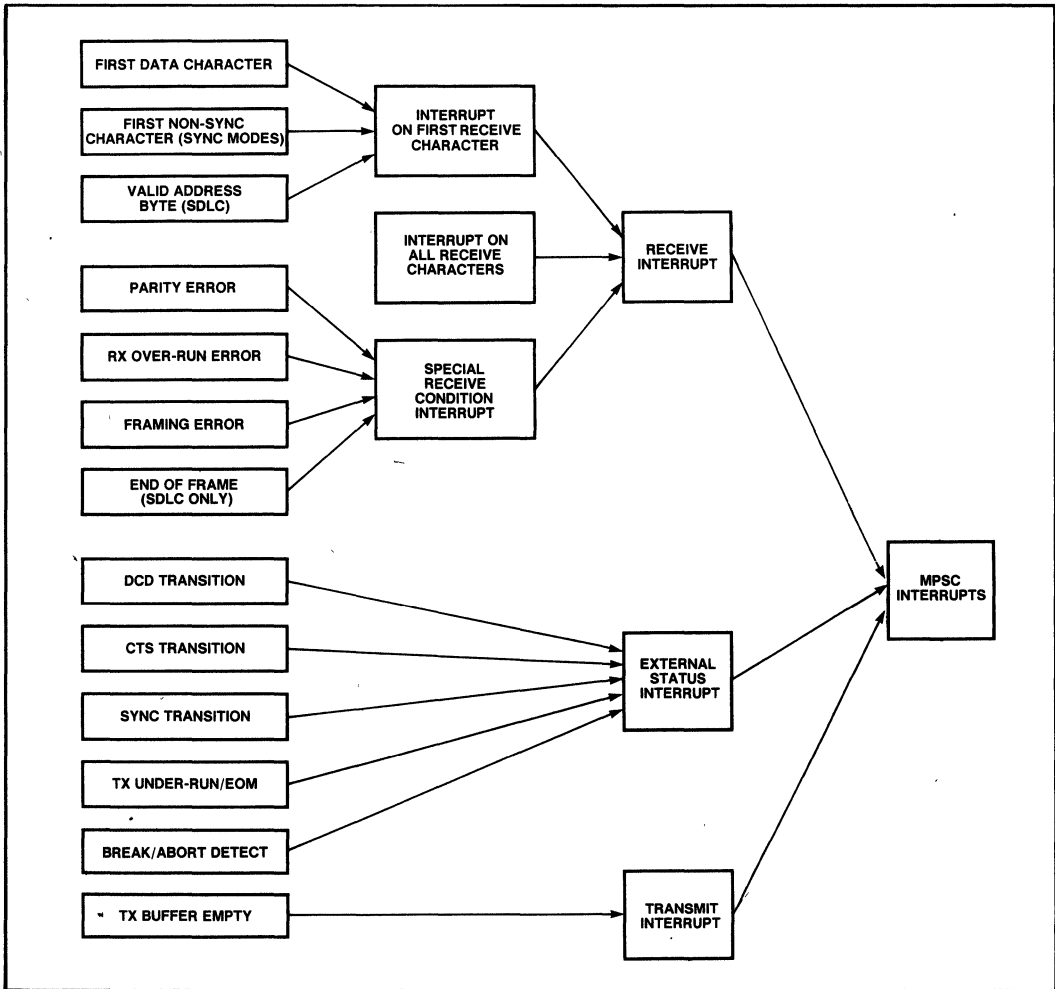 FIRST DATA CHARACTER
FIRST NON-SYNC
CHARACTER (SYNC MODES)
VALID ADDRESS
BYTE (SDLC)
INTERRUPT
ON FIRST RECEIVE
CHARACTER
INTERRUPT ON
ALL RECEIVE
CHARACTERS
RECEIVE
INTERRUPT
PARITY ERROR
RX OVER-RUN ERROR
FRAMING ERROR
END OF FRAME
(SDLC ONLY)
SPECIAL
RECEIVE
CONDITION
INTERRUPT
DCD TRANSITION
CTS TRANSITION
SYNC TRANSITION
TX UNDER-RUN/EOM
BREAK/ABORT DETECT
TX BUFFER EMPTY
EXTERNAL
STATUS
INTERRUPT
TRANSMIT
INTERRUPT
MPSC
INTERRUPTS